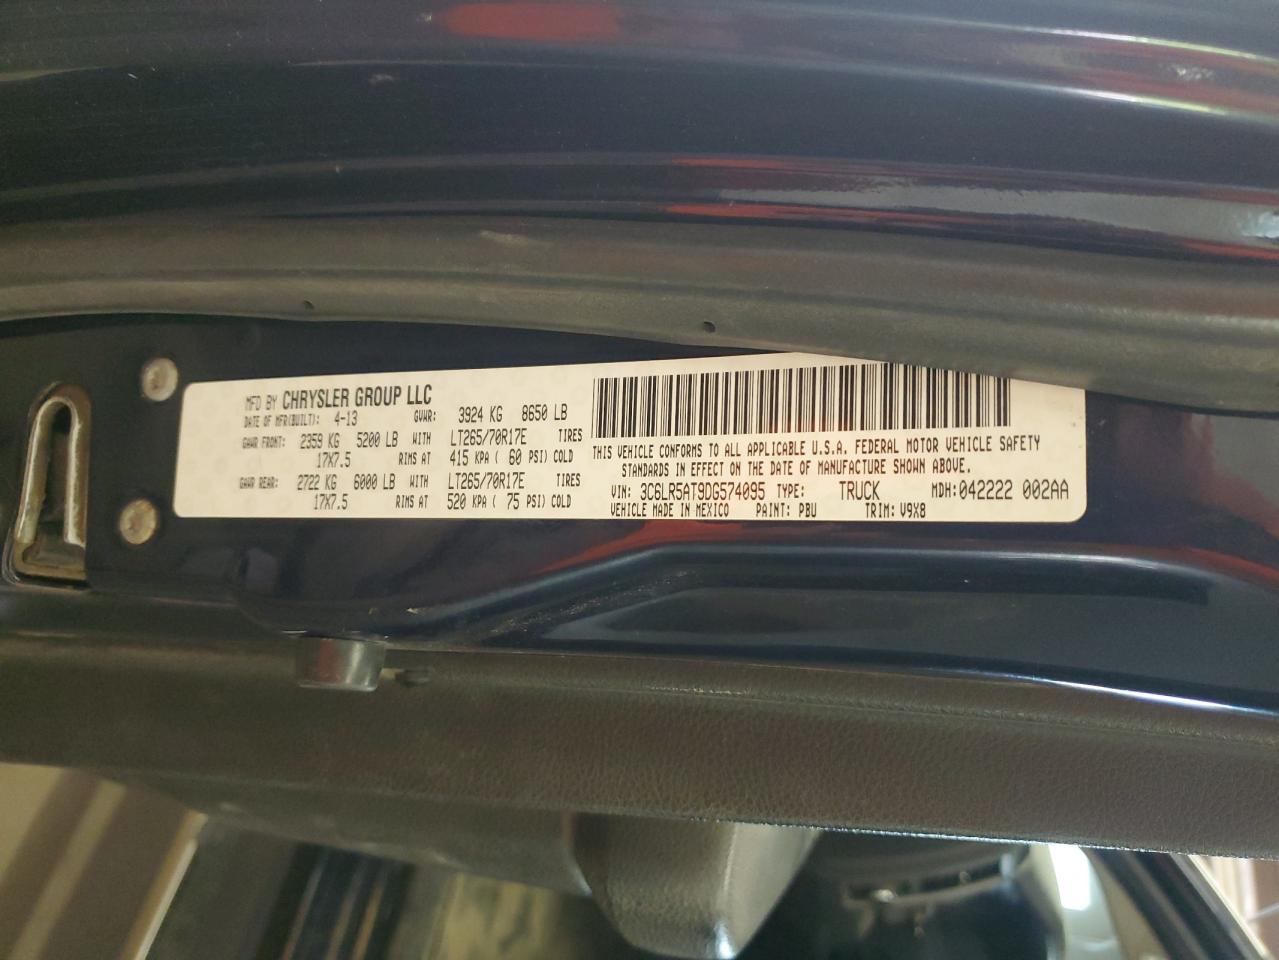 MFD BY CHRYSLER GROUP LLC
DATE OF MFR(BUILT): 4-13 GVWR: 3924 KG 8650 LB
GAWR FRONT: 2359 KG 5200 LB WITH LT265/70R17E TIRES
17X7.5 RIMS AT 415 KPA ( 60 PSI) COLD
GAWR REAR: 2722 KG 6000 LB WITH LT265/70R17E TIRES
17X7.5 RIMS AT 520 KPA ( 75 PSI) COLD
THIS VEHICLE CONFORMS TO ALL APPLICABLE U.S.A. FEDERAL MOTOR VEHICLE SAFETY
STANDARDS IN EFFECT ON THE DATE OF MANUFACTURE SHOWN ABOVE.
VIN: 3C6LR5AT9DG574095 TYPE: TRUCK MDH:042222 002AA
VEHICLE MADE IN MEXICO PAINT: PBU TRIM: V9X8